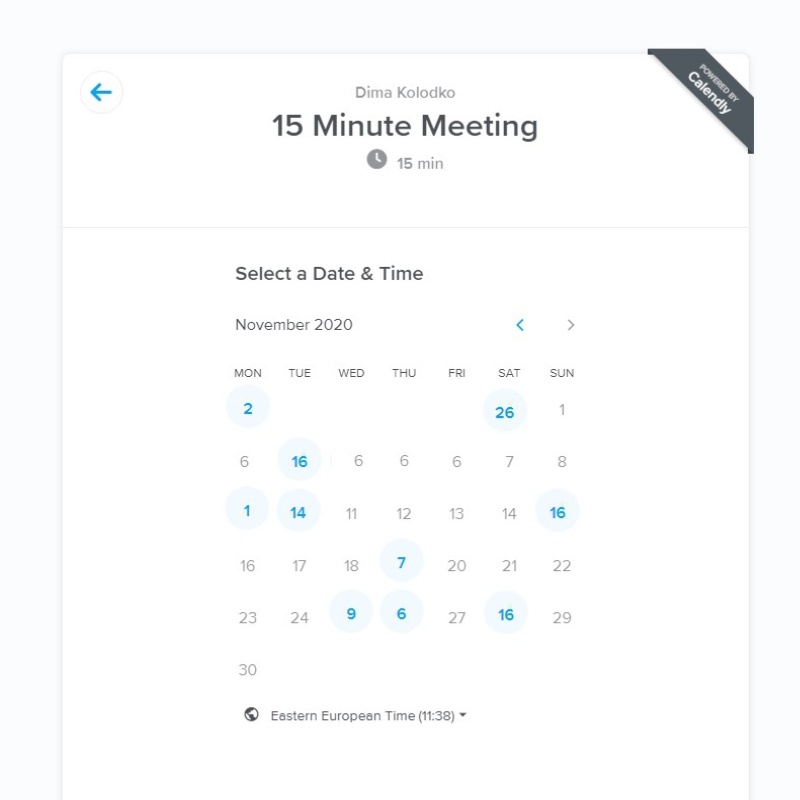 POWERED BY
Calendly
Dima Kolodko
15 Minute Meeting
15 min
Select a Date & Time
November 2020
MON TUE WED THU FRI SAT SUN
2 26 1
6 16 6 6 6 7 8
1 14 11 12 13 14 16
16 17 18 7 20 21 22
23 24 9 6 27 16 29
30
Eastern European Time (11:38)